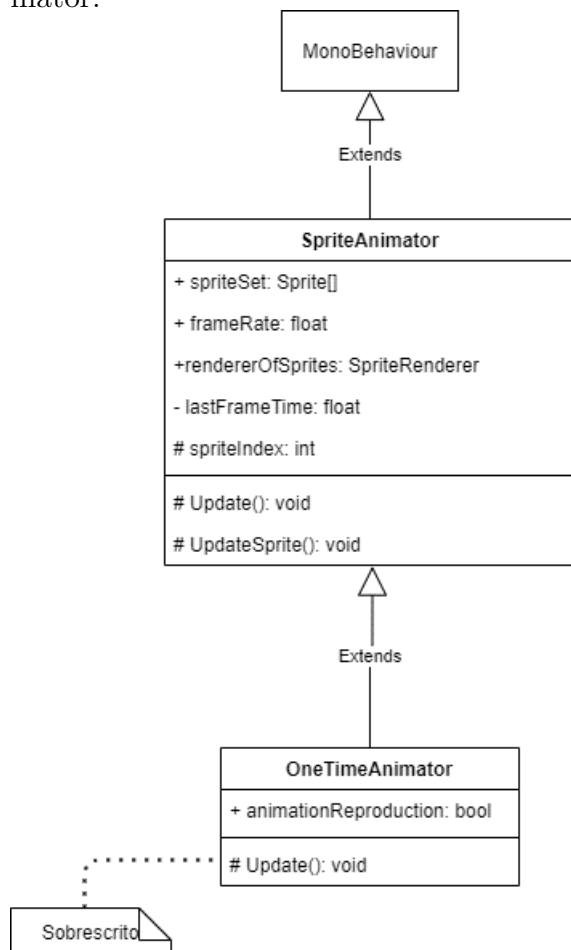 mator.
MonoBehaviour
Extends
SpriteAnimator
+ spriteSet: Sprite[]
+ frameRate: float
+rendererOfSprites: SpriteRenderer
- lastFrameTime: float
# spriteIndex: int
# Update(): void
# UpdateSprite(): void
Extends
OneTimeAnimator
+ animationReproduction: bool
# Update(): void
Sobrescrito